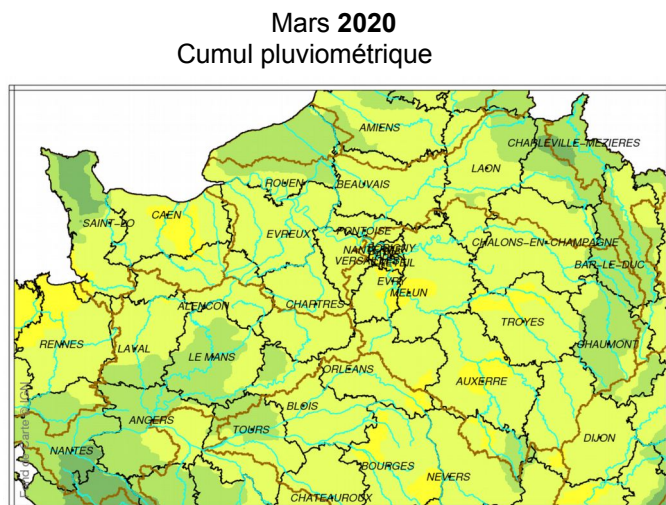 Mars 2020
Cumul pluviométrique
AMIENS
CHARLEVILLE-MEZIERES
LAON
ROUEN
BEAUVAIS
SAINT-LO
CAEN
EVREUX
PONTOISE
CHALONS-EN-CHAMPAGNE
BAR-LE-DUC
EVRY
MELUN
ALENCON
CHARTRES
TROYES
RENNES
LAVAL
LE MANS
CHAUMONT
ORLEANS
AUXERRE
BLOIS
ANGERS
TOURS
DIJON
NANTES
BOURGES
NEVERS
CHATEAUROUX